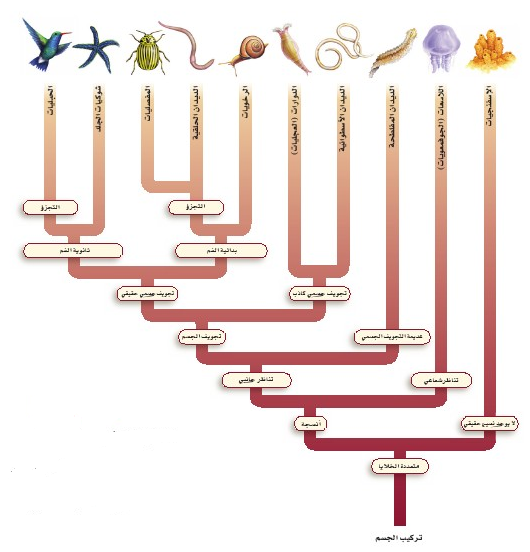 الإسفنجيات
اللاسعات (الجوفمعويات)
الديدان المفلطحة
الديدان الأسطوانية
الدوارات (العجليات)
الرخويات
الديدان الحلقية
المفصليات
شوكيات الجلد
الحبليات
التجزؤ
التجزؤ
بدائية الفم
ثانوية الفم
تجويف جسمي كاذب
تجويف جسمي حقيقي
عديمة التجويف الجسمي
تجويف الجسم
تناظر شعاعي
تناظر جانبي
لا يوجد نسيج حقيقي
أنسجة
متعددة الخلايا
تركيب الجسم